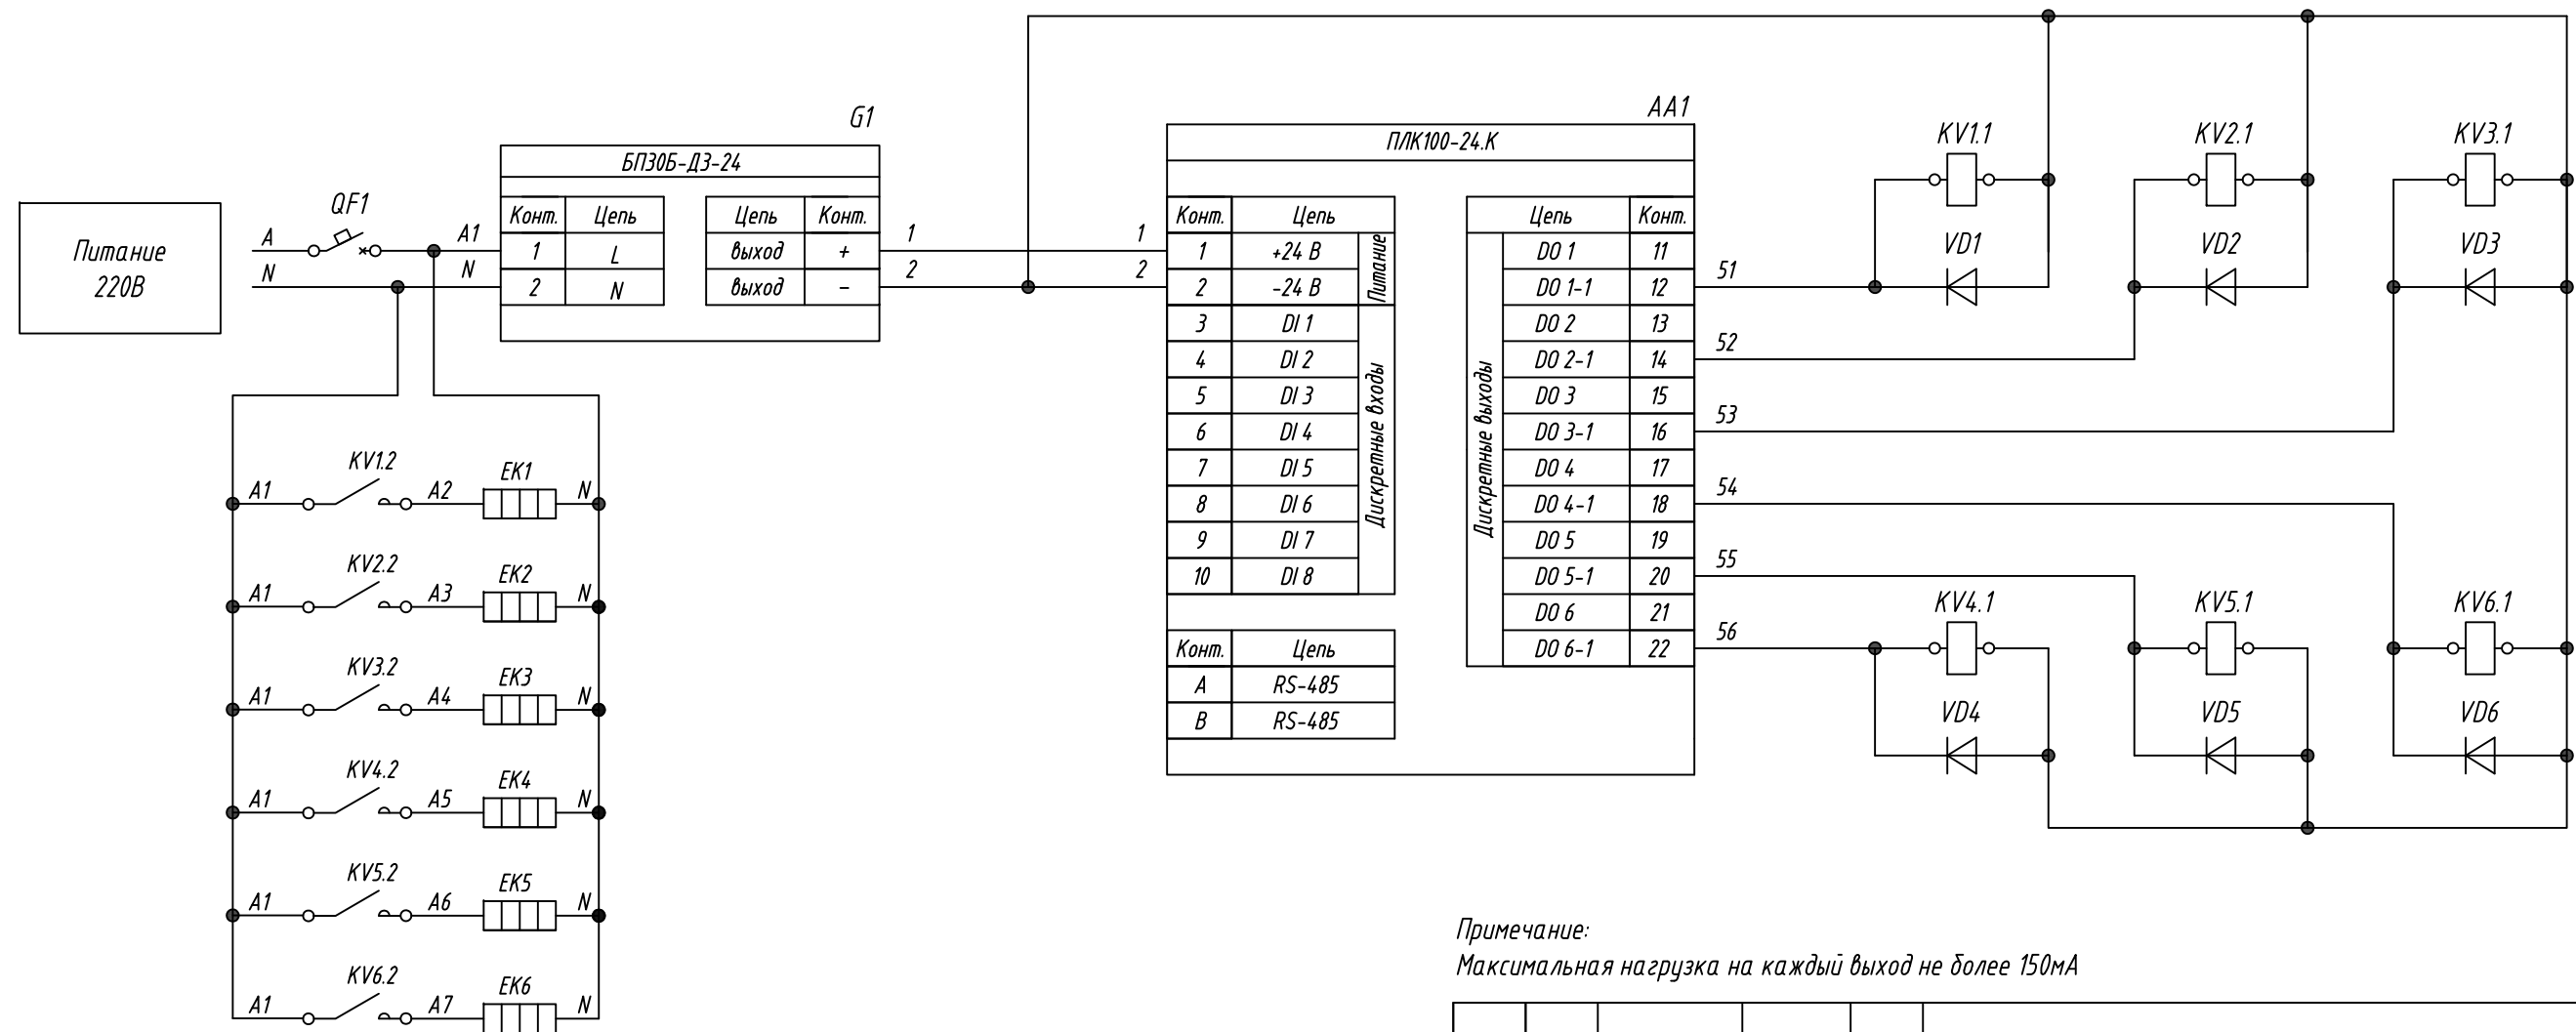 G1
AA1
БП30Б-Д3-24
ПЛК100-24.К
Питание
220В
QF1
A
N
A1
N
Конт. Цепь
1 L
2 N
Цепь Конт.
выход +
выход -
1
2
1
2
Конт. Цепь
1 +24 В
2 -24 В
Питание
3 DI 1
4 DI 2
5 DI 3
6 DI 4
7 DI 5
8 DI 6
9 DI 7
10 DI 8
Дискретные входы
Конт. Цепь
A RS-485
B RS-485
Цепь Конт.
DO 1 11
DO 1-1 12
DO 2 13
DO 2-1 14
DO 3 15
DO 3-1 16
DO 4 17
DO 4-1 18
DO 5 19
DO 5-1 20
DO 6 21
DO 6-1 22
Дискретные выходы
51
52
53
54
55
56
KV1.1 KV2.1 KV3.1
VD1 VD2 VD3
KV4.1 KV5.1 KV6.1
VD4 VD5 VD6
KV1.2 EK1
A1 A2 N
KV2.2 EK2
A1 A3 N
KV3.2 EK3
A1 A4 N
KV4.2 EK4
A1 A5 N
KV5.2 EK5
A1 A6 N
KV6.2 EK6
A1 A7 N
Примечание:
Максимальная нагрузка на каждый выход не более 150мА